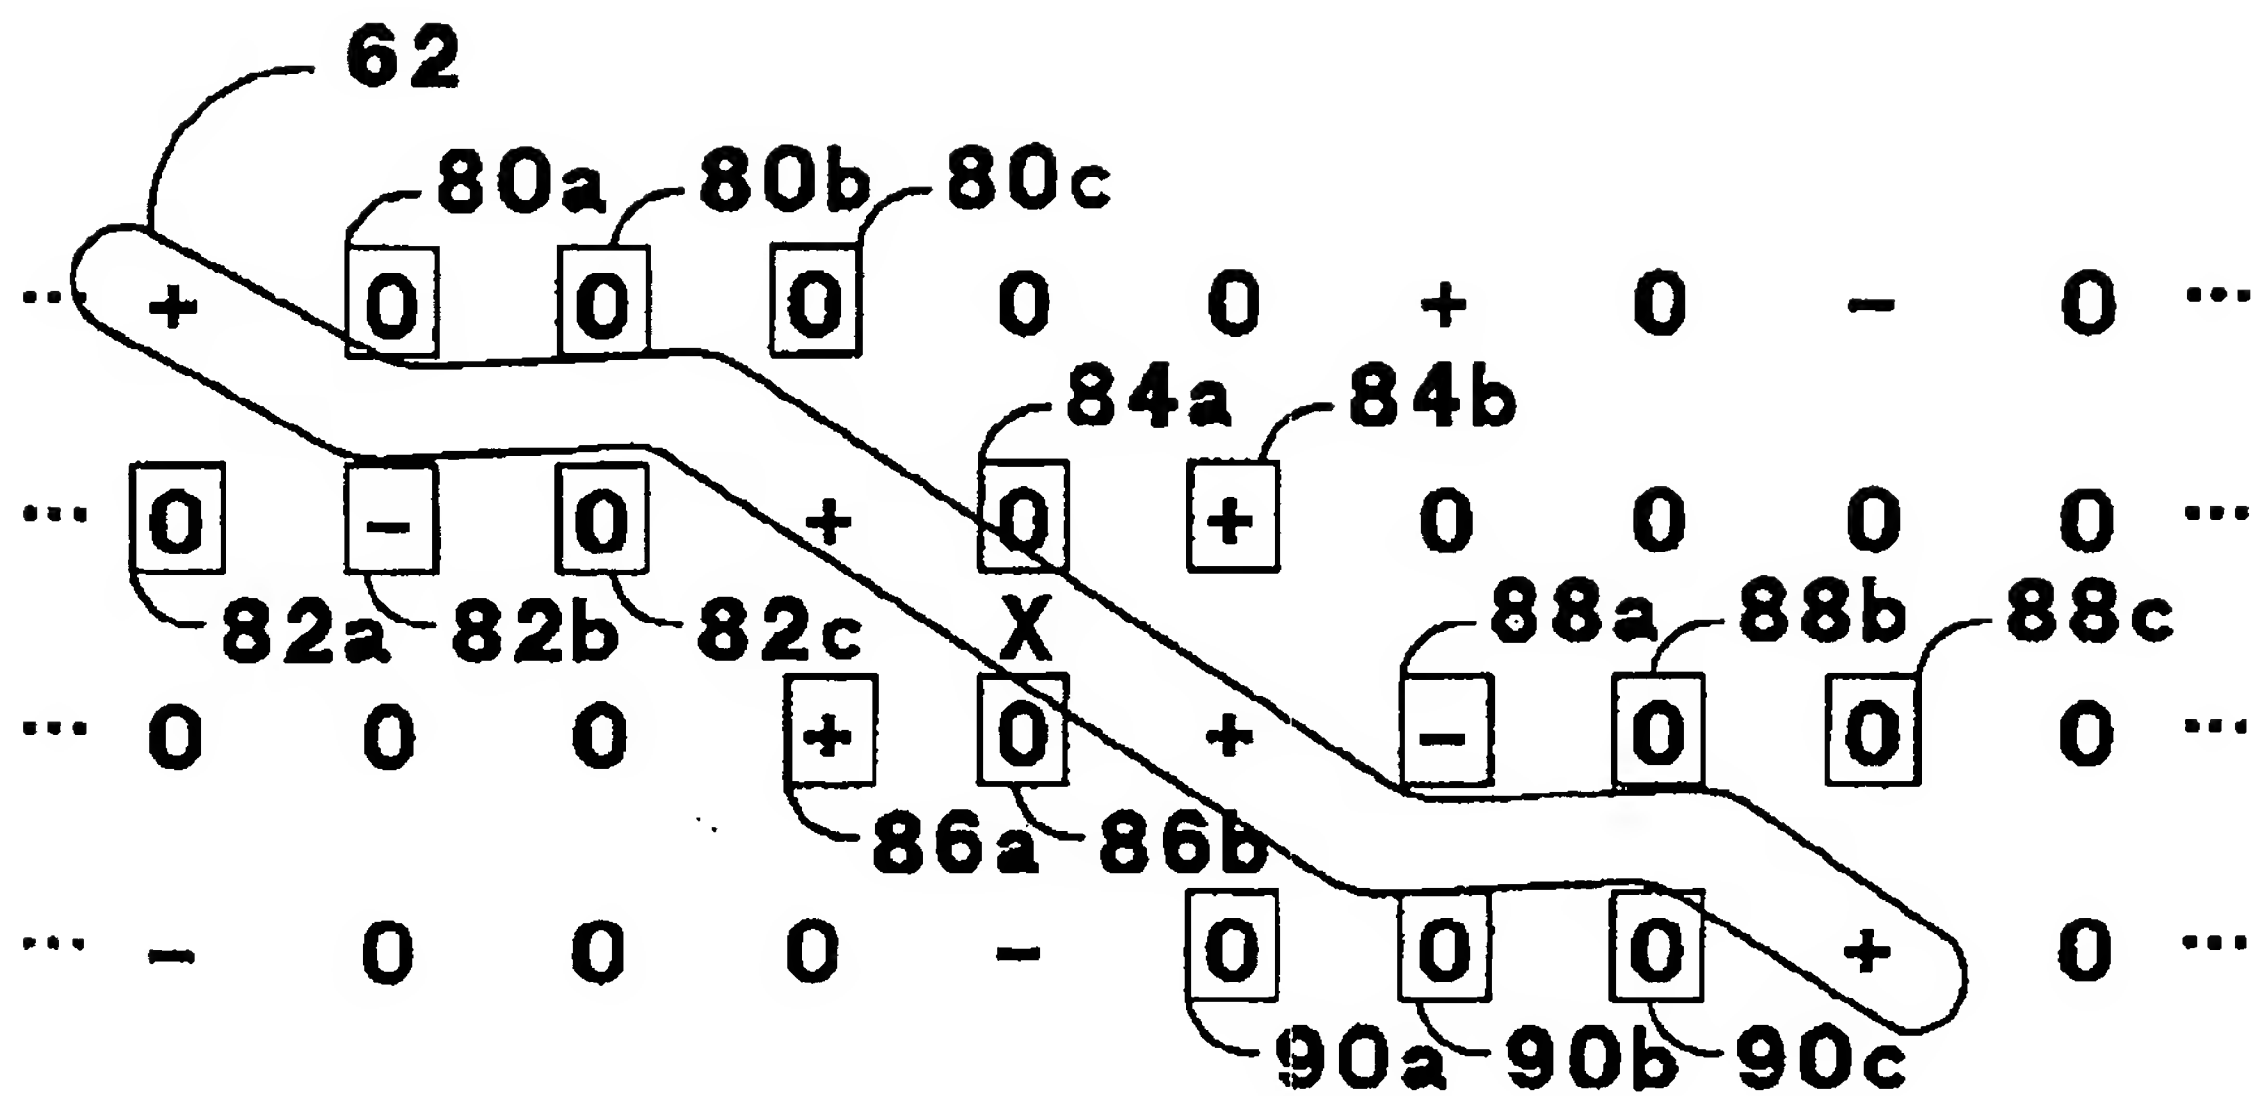 62
80a 80b 80c
... + 0 0 0 0 0 + 0 - 0 ...
84a 84b
... 0 - 0 + 0 + 0 0 0 0 ...
82a 82b 82c X 88a 88b 88c
... 0 0 0 + 0 + - 0 0 0 ...
86a 86b
... - 0 0 0 - 0 0 0 + 0 ...
90a 90b 90c